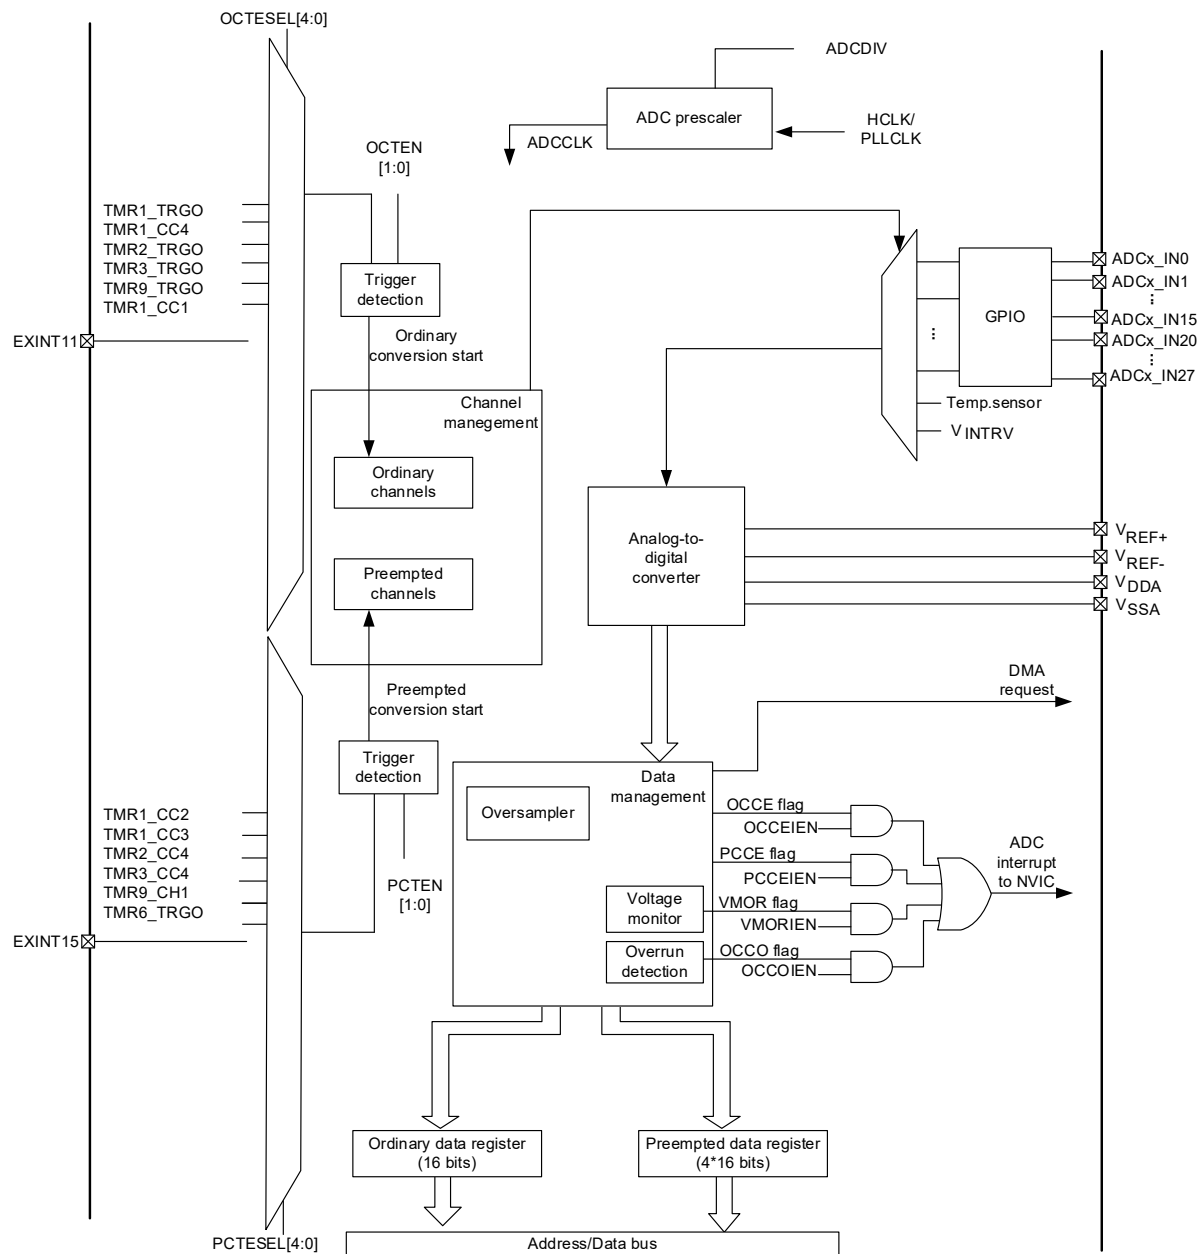 OCTESEL[4:0]
ADCDIV
ADC prescaler
HCLK/
PLLCLK
ADCCLK
OCTEN
[1:0]
TMR1_TRGO
TMR1_CC4
TMR2_TRGO
TMR3_TRGO
TMR9_TRGO
TMR1_CC1
EXINT11
Trigger
detection
Ordinary
conversion start
Channel
manegement
Ordinary
channels
Preempted
channels
Preempted
conversion start
Trigger
detection
PCTEN
[1:0]
TMR1_CC2
TMR1_CC3
TMR2_CC4
TMR3_CC4
TMR9_CH1
TMR6_TRGO
EXINT15
PCTESEL[4:0]
GPIO
...
ADCx_IN0
ADCx_IN1
...
ADCx_IN15
ADCx_IN20
...
ADCx_IN27
Temp.sensor
VINTRV
Analog-to-
digital
converter
VREF+
VREF-
VDDA
VSSA
DMA
request
Data
management
Oversampler
Voltage
monitor
Overrun
detection
OCCE flag
OCCEIEN
PCCE flag
PCCEIEN
VMOR flag
VMORIEN
OCCO flag
OCCOIEN
ADC
interrupt
to NVIC
Ordinary data register
(16 bits)
Preempted data register
(4*16 bits)
Address/Data bus